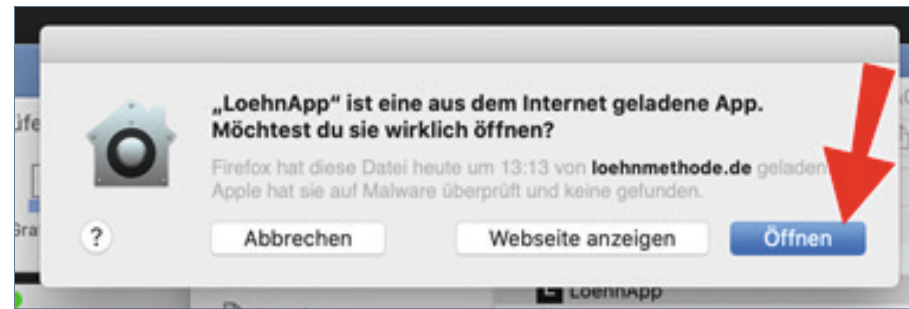 „LoehnApp“ ist eine aus dem Internet geladene App.
Möchtest du sie wirklich öffnen?
Firefox hat diese Datei heute um 13:13 von loehnmethode.de geladen
Apple hat sie auf Malware überprüft und keine gefunden.
?
Abbrechen
Webseite anzeigen
Öffnen
LoehnApp